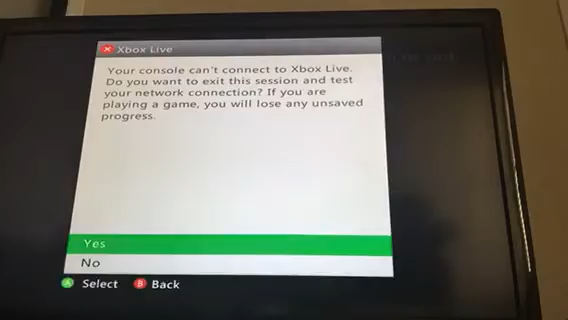 Xbox Live
Your console can't connect to Xbox Live.
Do you want to exit this session and test
your network connection? If you are
playing a game, you will lose any unsaved
progress.
Yes
No
A Select B Back